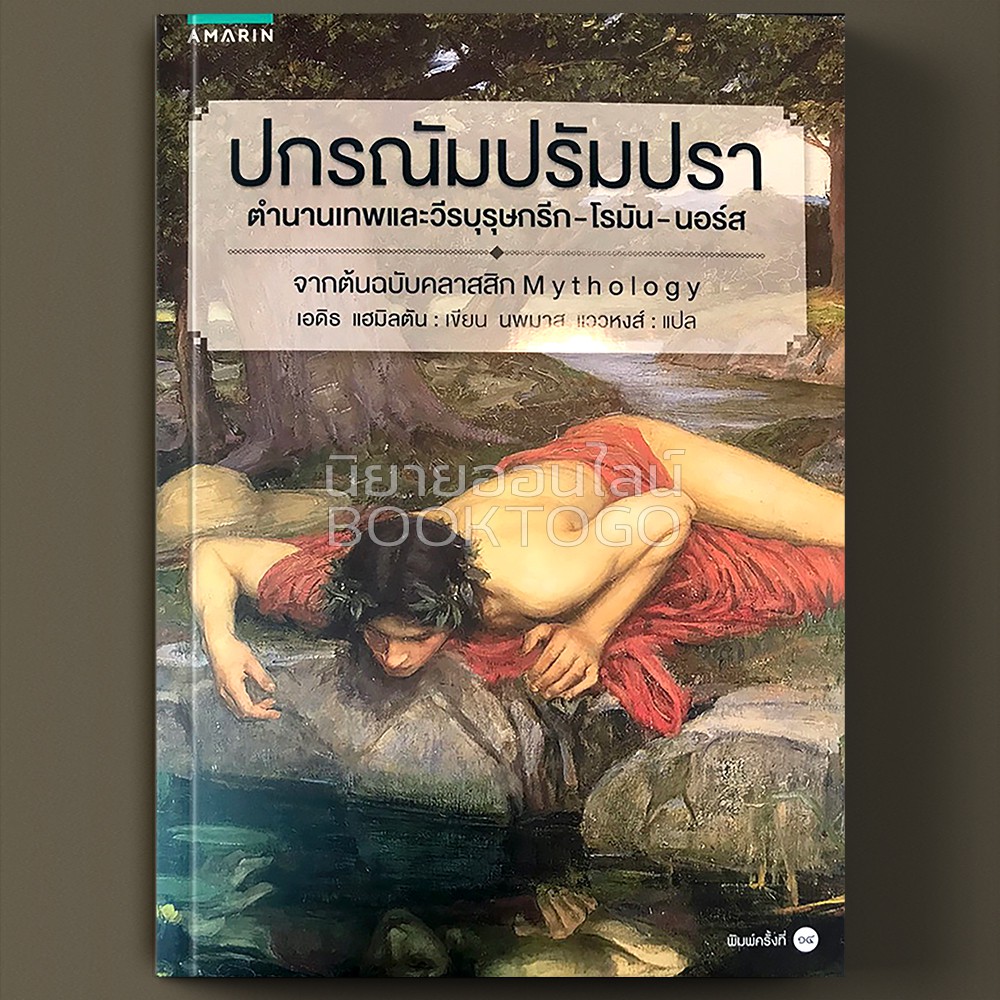 AMARIN
ปกรณัมปรัมปรา
ตำนานเทพและวีรบุรุษกรีก-โรมัน-นอร์ส
จากต้นฉบับคลาสสิก Mythology
เอดิธ แฮมิลตัน : เขียน นพมาส แววหงส์ : แปล
นิยายออนไลน์
BOOKTOGO
พิมพ์ครั้งที่ ๑๔